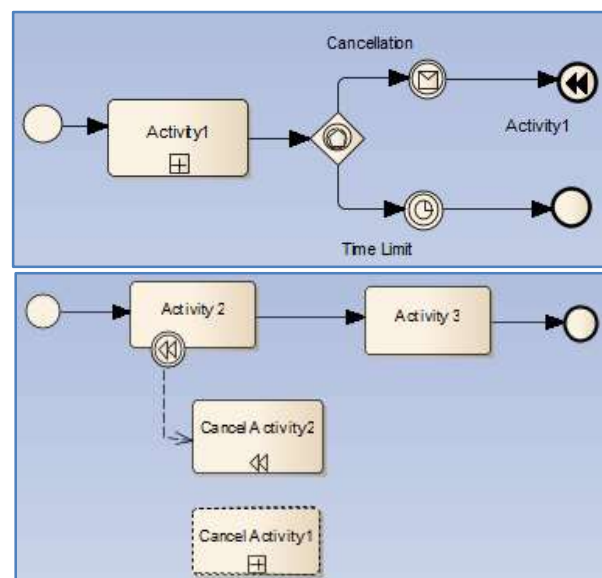 Cancellation
Activity1
Activity1
Time Limit
Activity 2
Activity 3
Cancel Activity2
Cancel Activity1